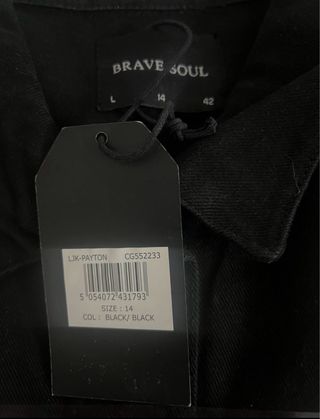 BRAVE SOUL
L 14 42
LJK-PAYTON CG552233
5 054072 431793
SIZE : 14
COL : BLACK/ BLACK